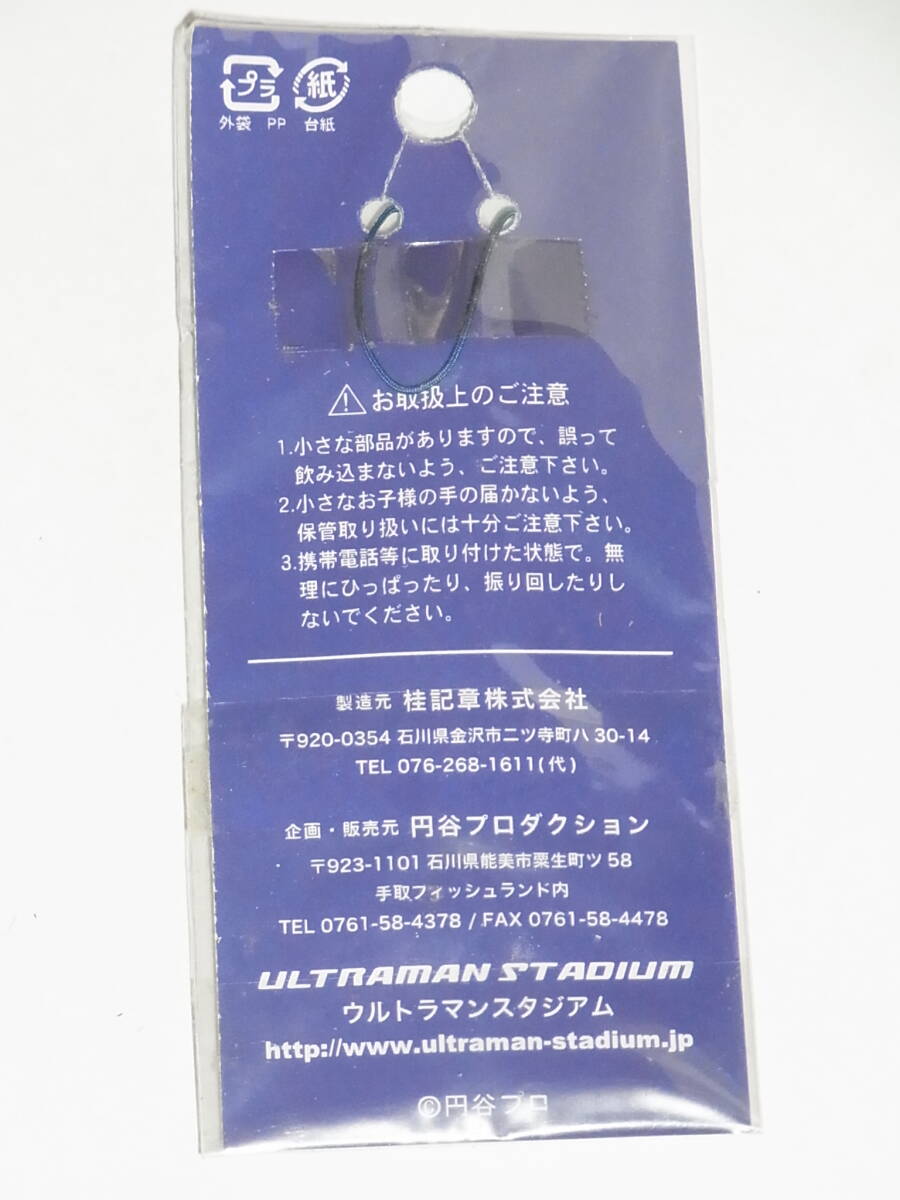 プラ 紙
外袋 PP 台紙
お取扱上のご注意
1.小さな部品がありますので、誤って
飲み込まないよう、ご注意下さい。
2.小さなお子様の手の届かないよう、
保管取り扱いには十分ご注意下さい。
3.携帯電話等に取り付けた状態で。無
理にひっぱったり、振り回したりし
ないでください。
製造元 桂記章株式会社
〒920-0354 石川県金沢市二ツ寺町ハ 30-14
TEL 076-268-1611(代)
企画・販売元 円谷プロダクション
〒923-1101 石川県能美市粟生町ツ 58
手取フィッシュランド内
TEL 0761-58-4378 / FAX 0761-58-4478
ULTRAMAN STADIUM
ウルトラマンスタジアム
http://www.ultraman-stadium.jp
©円谷プロ